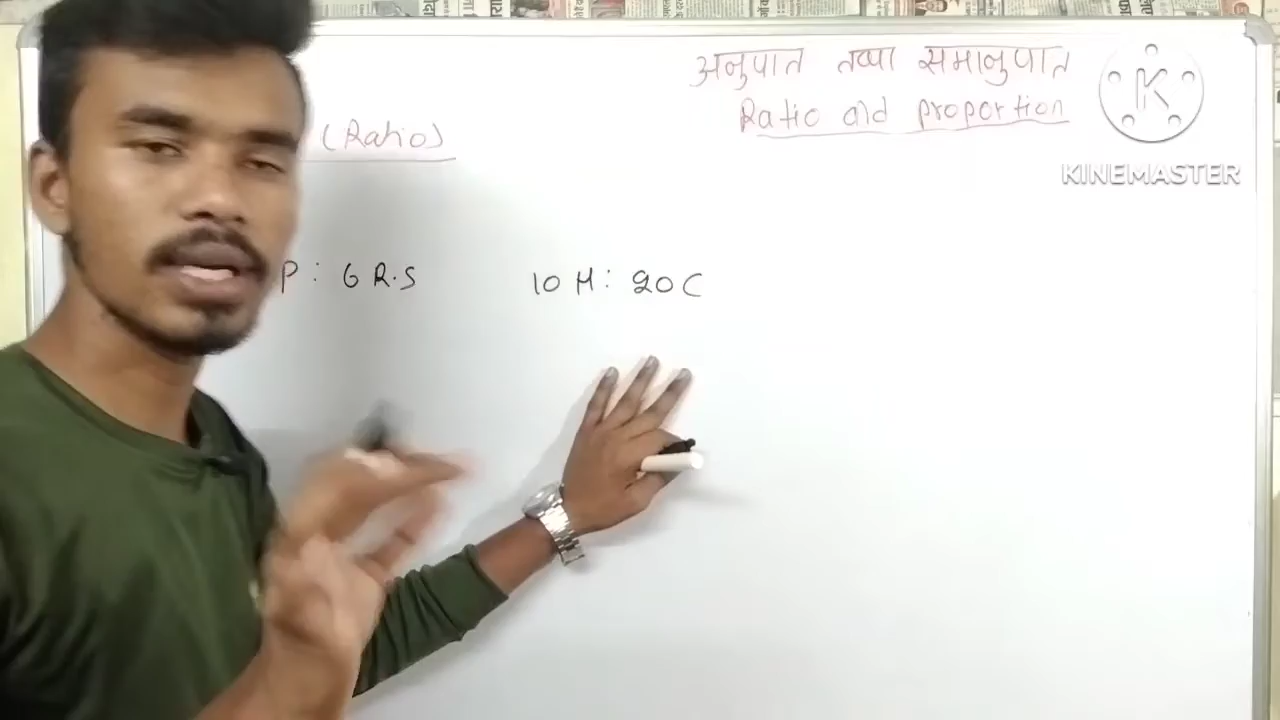 अनुपात तथा समानुपात
Ratio and proportion
(Ratio)
P : 6 R.S
10 M : 20 C
KINEMASTER